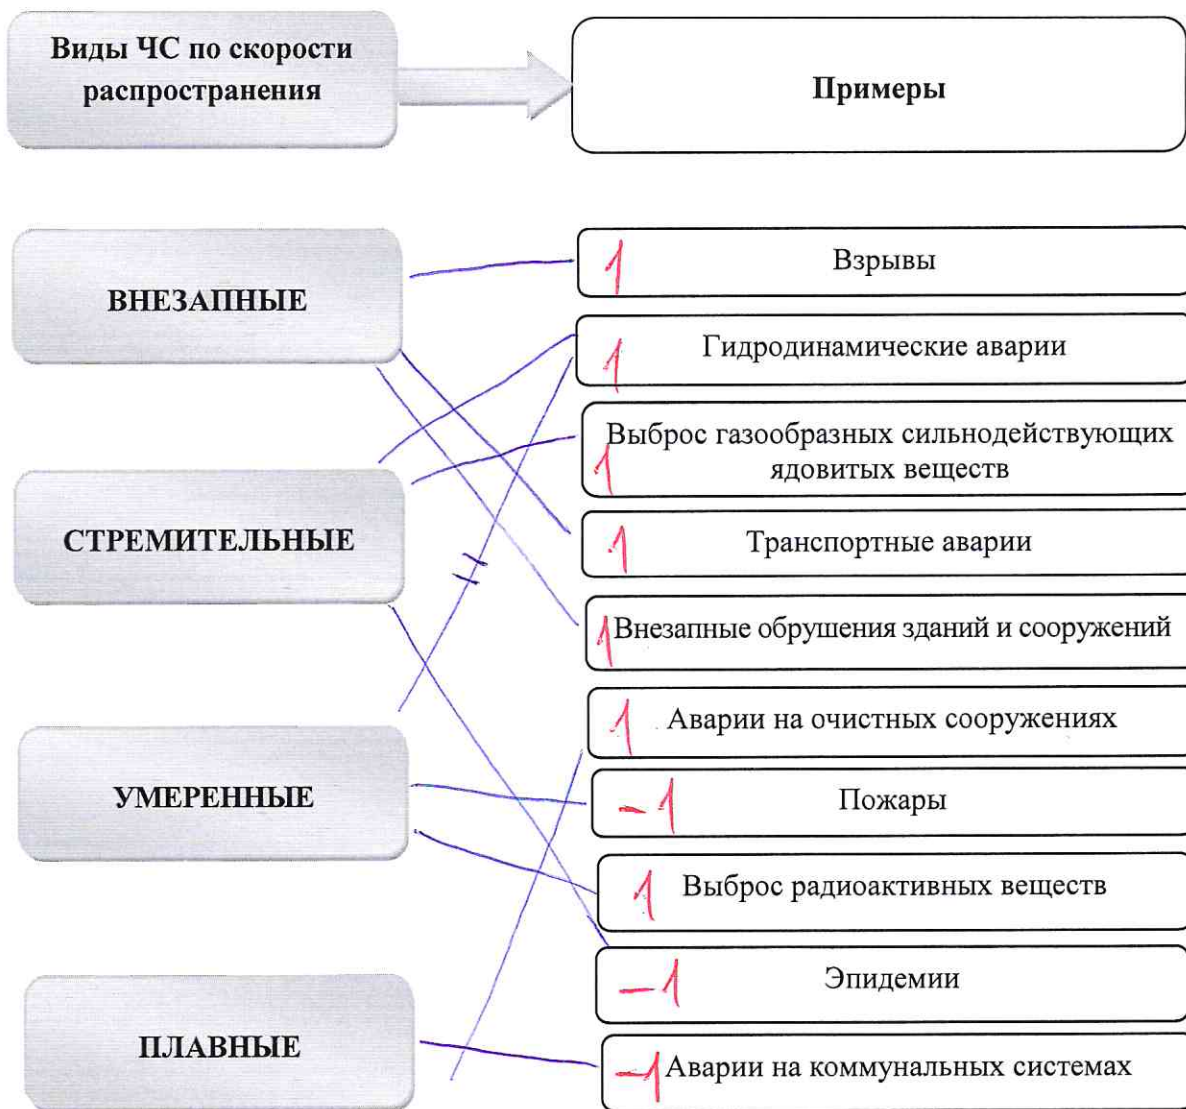 Виды ЧС по скорости
распространения
Примеры
ВНЕЗАПНЫЕ
СТРЕМИТЕЛЬНЫЕ
УМЕРЕННЫЕ
ПЛАВНЫЕ
1 Взрывы
1 Гидродинамические аварии
Выброс газообразных сильнодействующих
1 ядовитых веществ
1 Транспортные аварии
1 Внезапные обрушения зданий и сооружений
1 Аварии на очистных сооружениях
-1 Пожары
1 Выброс радиоактивных веществ
-1 Эпидемии
-1 Аварии на коммунальных системах